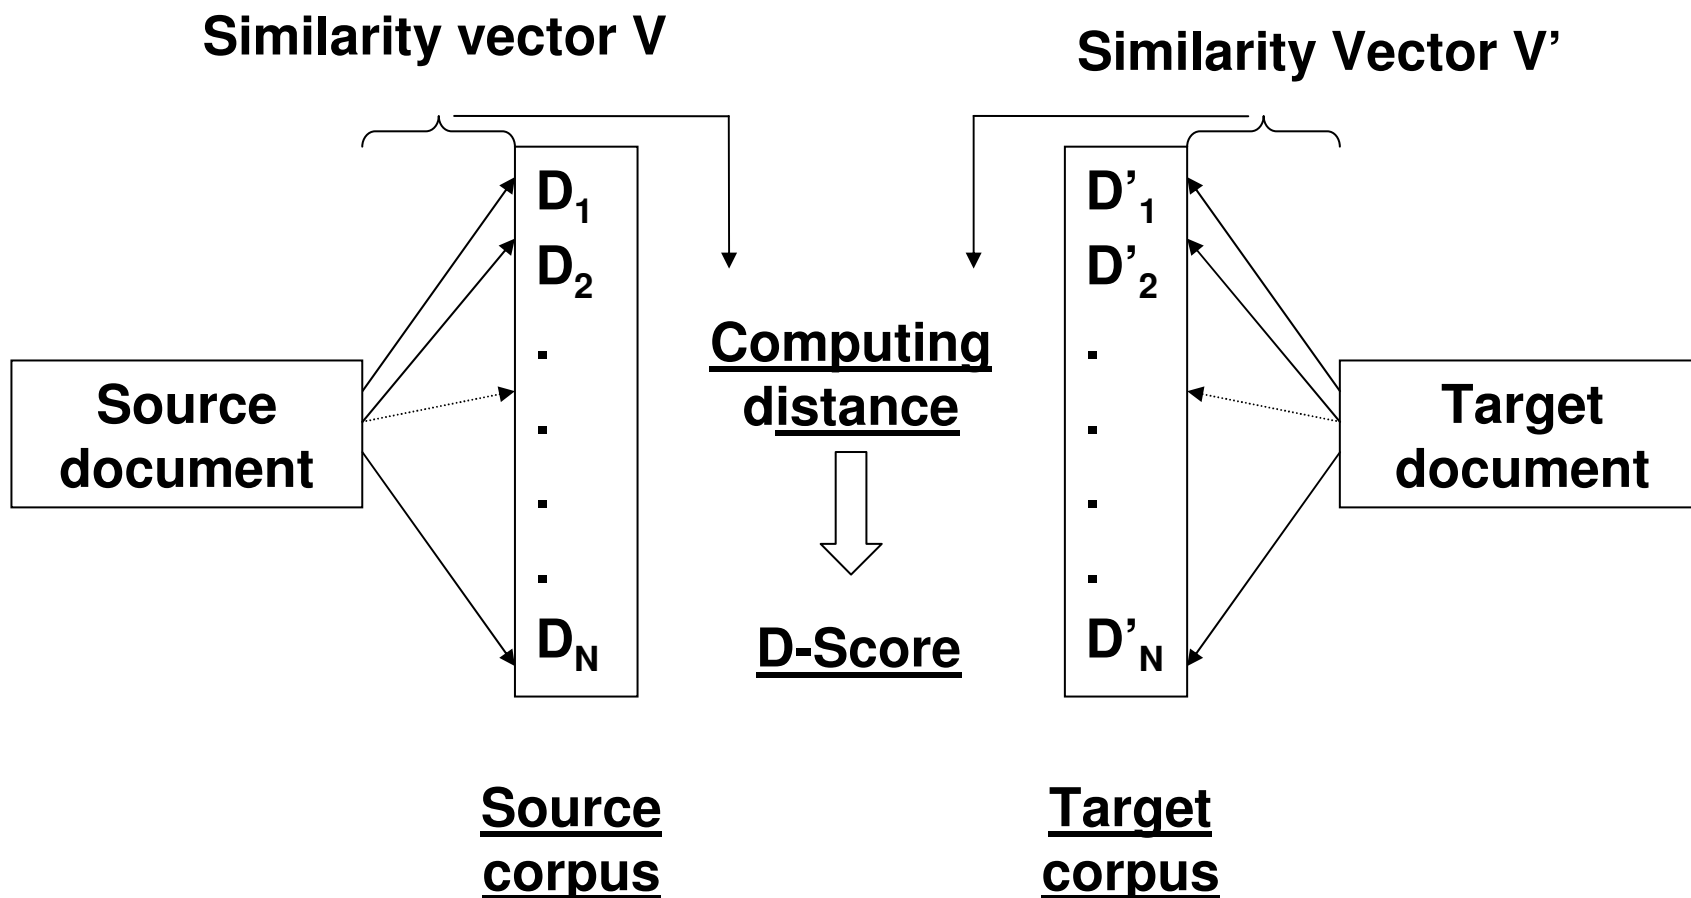 Similarity vector V
Similarity Vector V’
Source
document
D1
D2
.
.
.
.
DN
Computing
distance
D-Score
D’1
D’2
.
.
.
.
D’N
Target
document
Source
corpus
Target
corpus